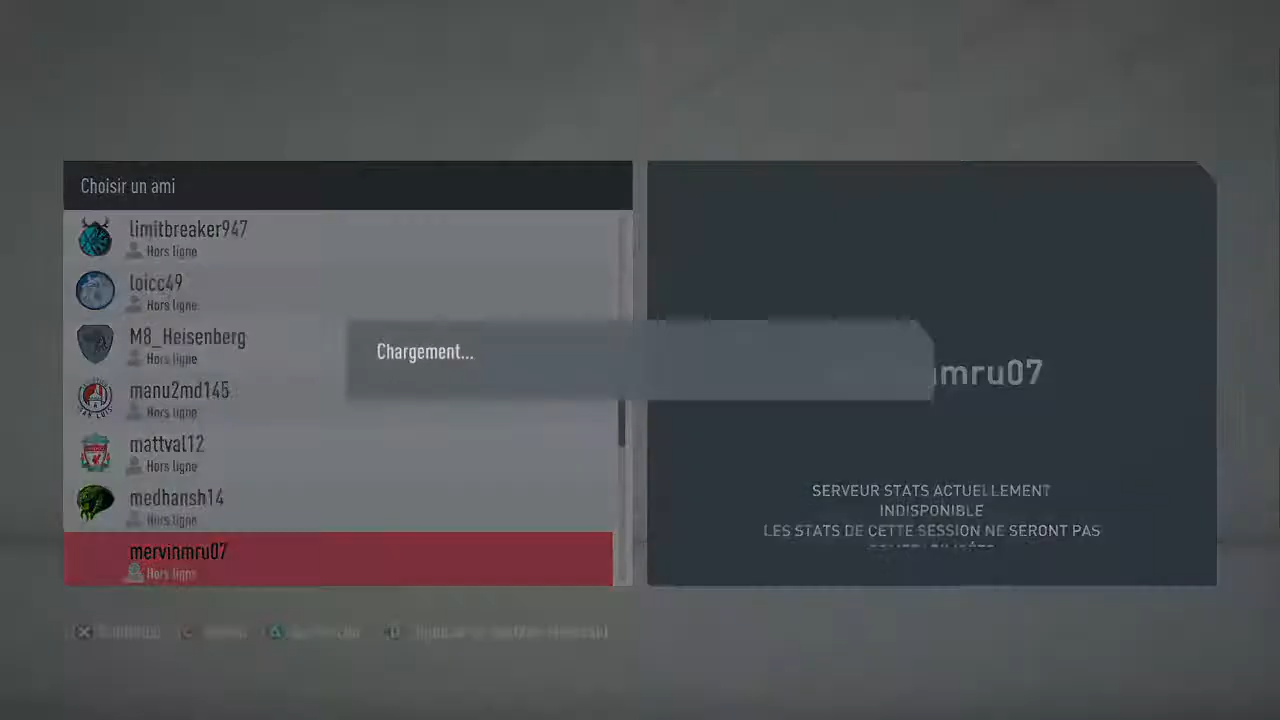 Choisir un ami
limitbreaker947
Hors ligne
loicc49
Hors ligne
M8_Heisenberg
Hors ligne
manu2md145
Hors ligne
mattval12
Hors ligne
medhansh14
Hors ligne
mervinmru07
Hors ligne
Chargement...
nmru07
SERVEUR STATS ACTUELLEMENT
INDISPONIBLE
LES STATS DE CETTE SESSION NE SERONT PAS